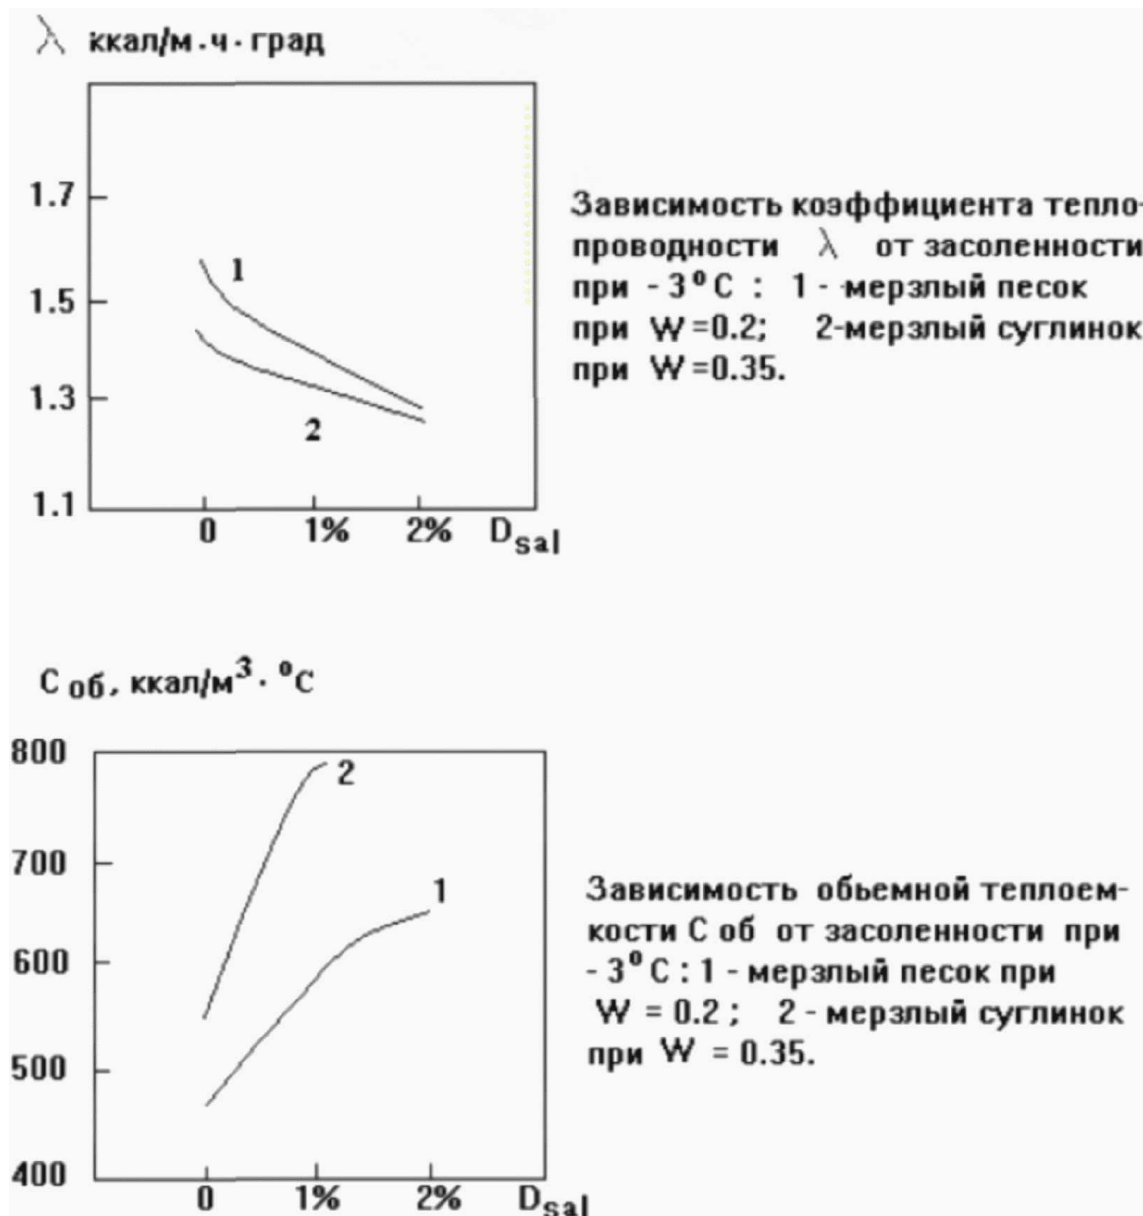 λ ккал/м·ч·град
1.7
1.5
1.3
1.1
1
2
0 1% 2% Dsal
Зависимость коэффициента тепло-
проводности λ от засоленности
при -3°C : 1 - мерзлый песок
при W=0.2; 2-мерзлый суглинок
при W=0.35.
C об, ккал/м³·°C
800
700
600
500
400
2
1
0 1% 2% Dsal
Зависимость обьемной теплоем-
кости C об от засоленности при
-3°C : 1 - мерзлый песок при
W = 0.2; 2 - мерзлый суглинок
при W = 0.35.